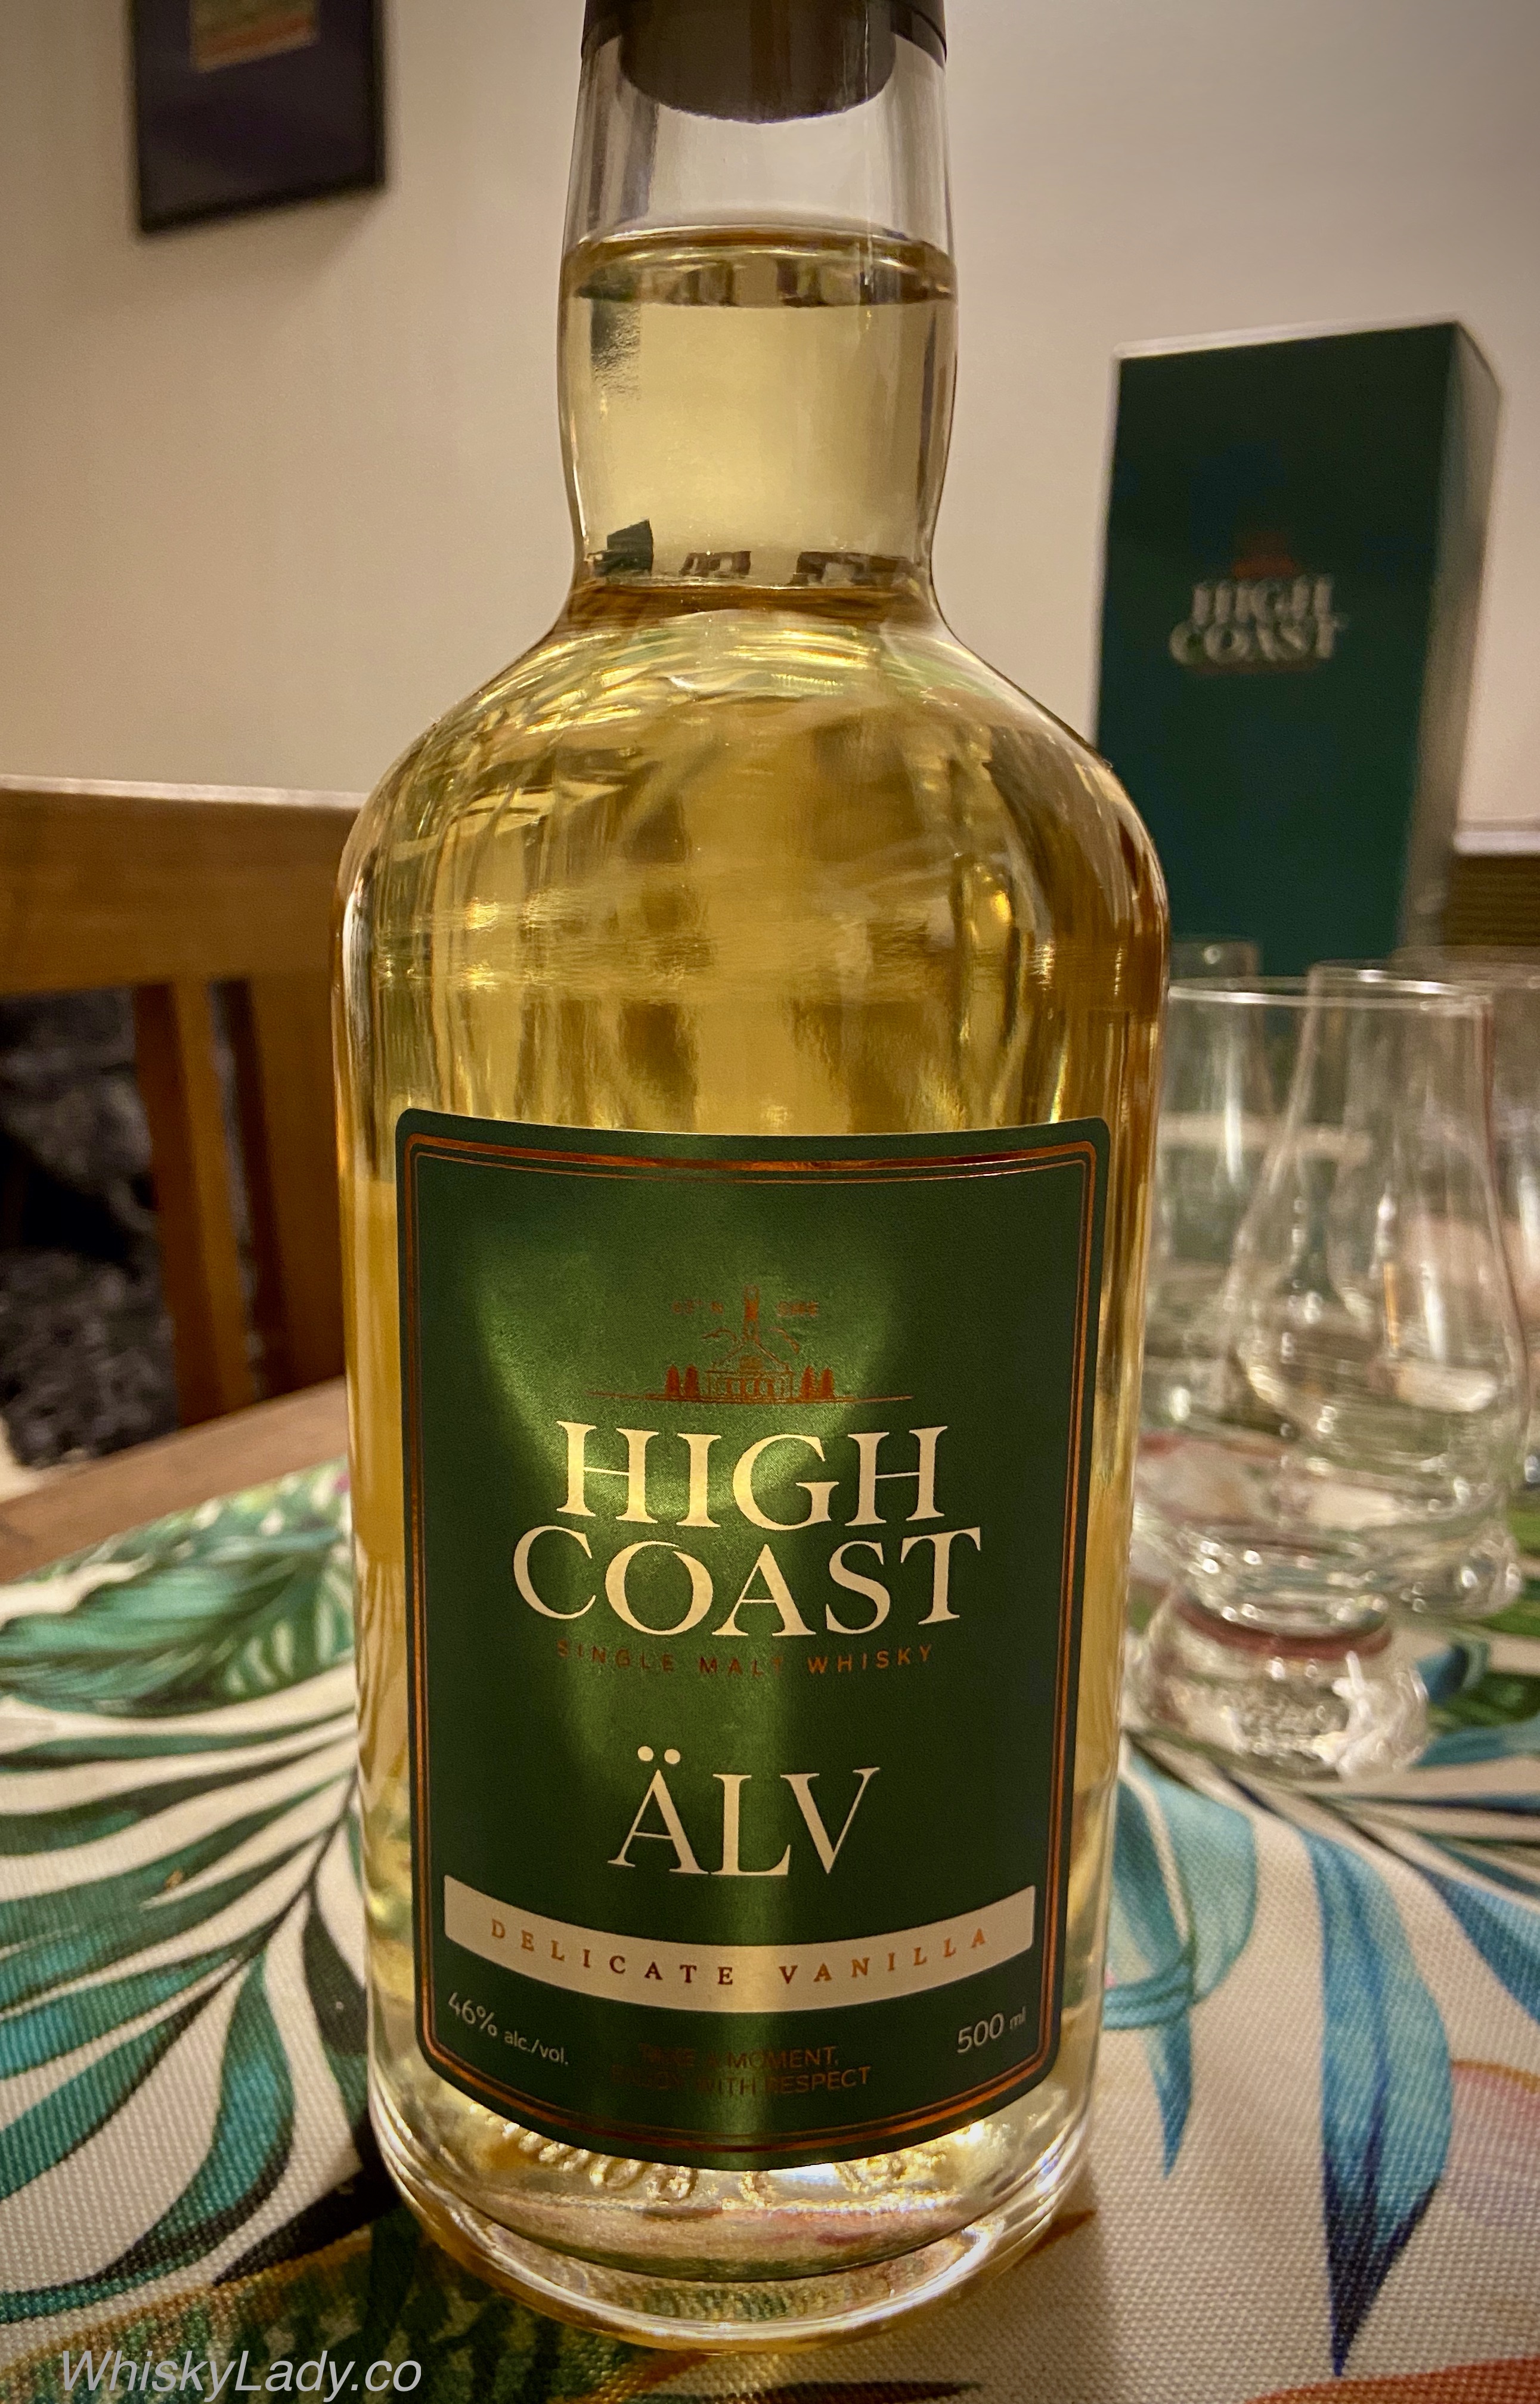 HIGH
COAST
HIGH
COAST
SINGLE MALT WHISKY
ÄLV
DELICATE VANILLA
46% alc./vol.
500 ml
TAKE A MOMENT,
ENJOY WITH RESPECT
WhiskyLady.co